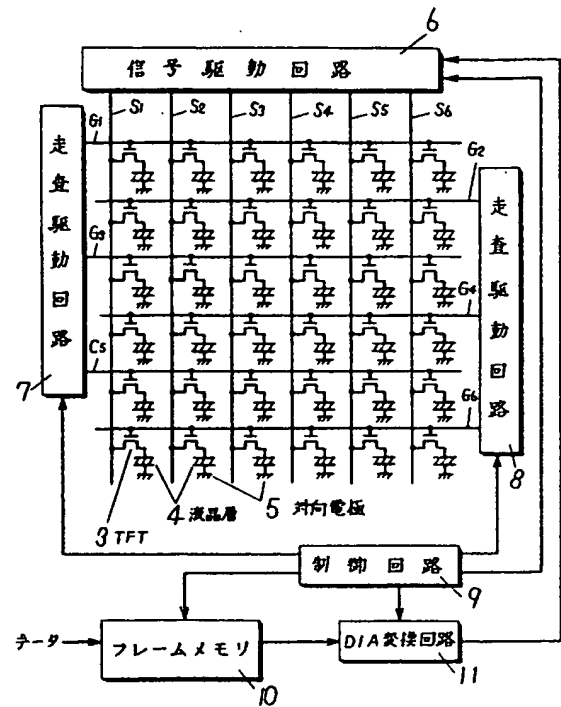 6
信号駆動回路
S1 S2 S3 S4 S5 S6
G1
G2
走査駆動回路
走査駆動回路
G3
G4
C5
G6
7
8
3 TFT
4 液晶層
5 対向電極
制御回路
9
データ
フレームメモリ
D/A変換回路
10
11